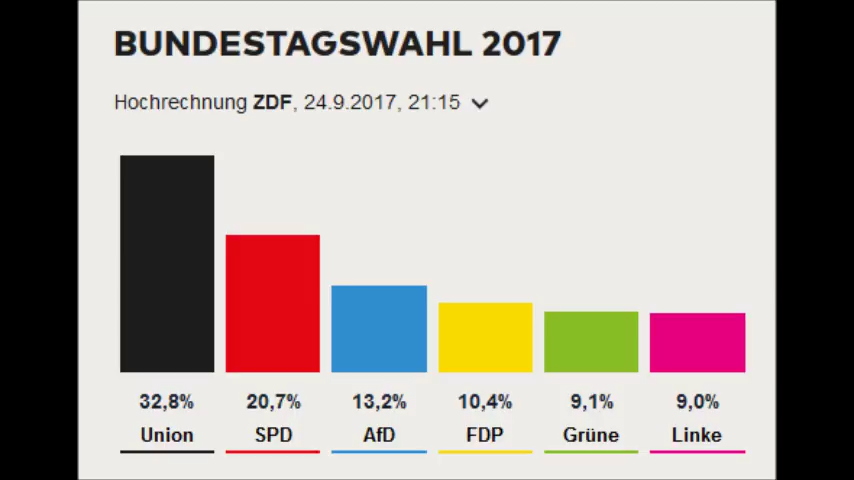 BUNDESTAGSWAHL 2017
Hochrechnung ZDF, 24.9.2017, 21:15
32,8% 20,7% 13,2% 10,4% 9,1% 9,0%
Union SPD AfD FDP Grüne Linke